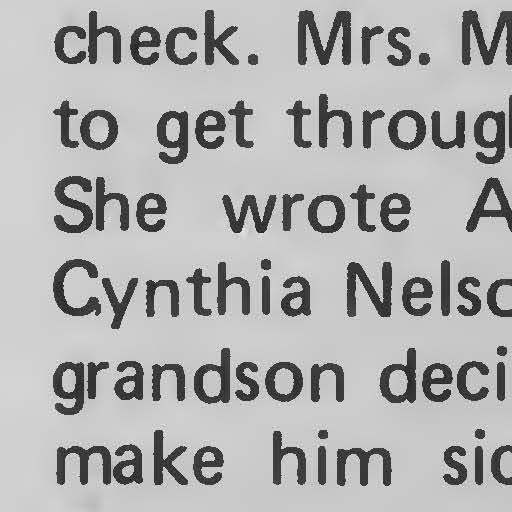 check. Mrs.
to get
She wrote
Cynthia
grandson
make him